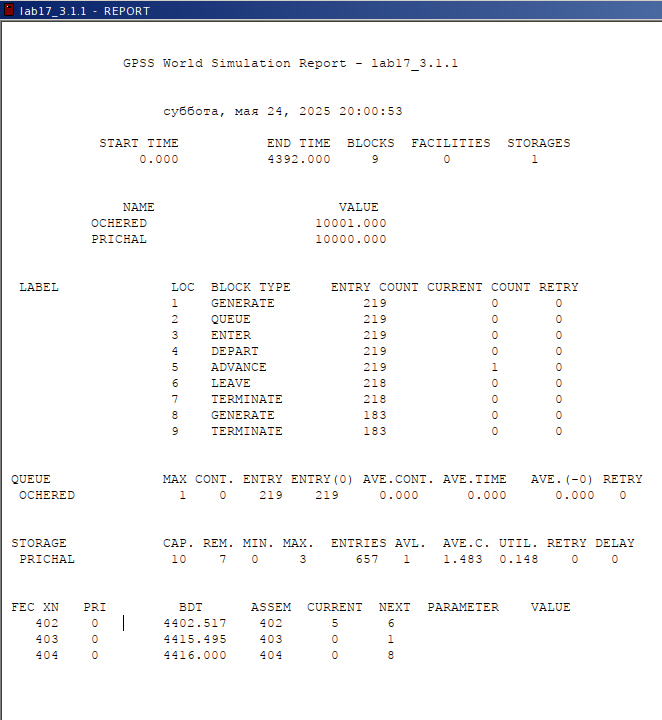 lab17_3.1.1 - REPORT
GPSS World Simulation Report - lab17_3.1.1
суббота, мая 24, 2025 20:00:53
START TIME END TIME BLOCKS FACILITIES STORAGES
0.000 4392.000 9 0 1
NAME VALUE
OCHERED 10001.000
PRICHAL 10000.000
LABEL LOC BLOCK TYPE ENTRY COUNT CURRENT COUNT RETRY
1 GENERATE 219 0 0
2 QUEUE 219 0 0
3 ENTER 219 0 0
4 DEPART 219 0 0
5 ADVANCE 219 1 0
6 LEAVE 218 0 0
7 TERMINATE 218 0 0
8 GENERATE 183 0 0
9 TERMINATE 183 0 0
QUEUE MAX CONT. ENTRY ENTRY(0) AVE.CONT. AVE.TIME AVE.(-0) RETRY
OCHERED 1 0 219 219 0.000 0.000 0.000 0
STORAGE CAP. REM. MIN. MAX. ENTRIES AVL. AVE.C. UTIL. RETRY DELAY
PRICHAL 10 7 0 3 657 1 1.483 0.148 0 0
FEC XN PRI BDT ASSEM CURRENT NEXT PARAMETER VALUE
402 0 4402.517 402 5 6
403 0 4415.495 403 0 1
404 0 4416.000 404 0 8